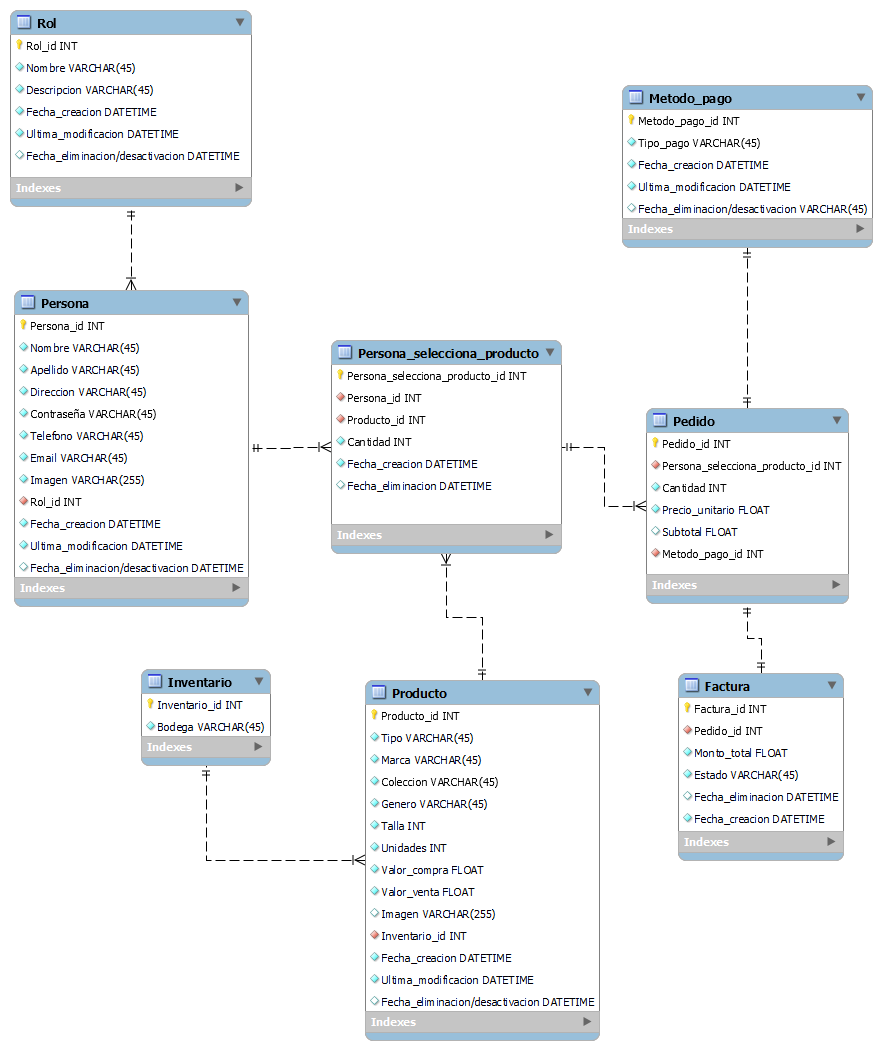 Rol
Rol_id INT
Nombre VARCHAR(45)
Descripcion VARCHAR(45)
Fecha_creacion DATETIME
Ultima_modificacion DATETIME
Fecha_eliminacion/desactivacion DATETIME
Indexes
Metodo_pago
Metodo_pago_id INT
Tipo_pago VARCHAR(45)
Fecha_creacion DATETIME
Ultima_modificacion DATETIME
Fecha_eliminacion/desactivacion VARCHAR(45)
Indexes
Persona
Persona_id INT
Nombre VARCHAR(45)
Apellido VARCHAR(45)
Direccion VARCHAR(45)
Contraseña VARCHAR(45)
Telefono VARCHAR(45)
Email VARCHAR(45)
Imagen VARCHAR(255)
Rol_id INT
Fecha_creacion DATETIME
Ultima_modificacion DATETIME
Fecha_eliminacion/desactivacion DATETIME
Indexes
Persona_selecciona_producto
Persona_selecciona_producto_id INT
Persona_id INT
Producto_id INT
Cantidad INT
Fecha_creacion DATETIME
Fecha_eliminacion DATETIME
Indexes
Pedido
Pedido_id INT
Persona_selecciona_producto_id INT
Cantidad INT
Precio_unitario FLOAT
Subtotal FLOAT
Metodo_pago_id INT
Indexes
Inventario
Inventario_id INT
Bodega VARCHAR(45)
Indexes
Producto
Producto_id INT
Tipo VARCHAR(45)
Marca VARCHAR(45)
Coleccion VARCHAR(45)
Genero VARCHAR(45)
Talla INT
Unidades INT
Valor_compra FLOAT
Valor_venta FLOAT
Imagen VARCHAR(255)
Inventario_id INT
Fecha_creacion DATETIME
Ultima_modificacion DATETIME
Fecha_eliminacion/desactivacion DATETIME
Indexes
Factura
Factura_id INT
Pedido_id INT
Monto_total FLOAT
Estado VARCHAR(45)
Fecha_eliminacion DATETIME
Fecha_creacion DATETIME
Indexes